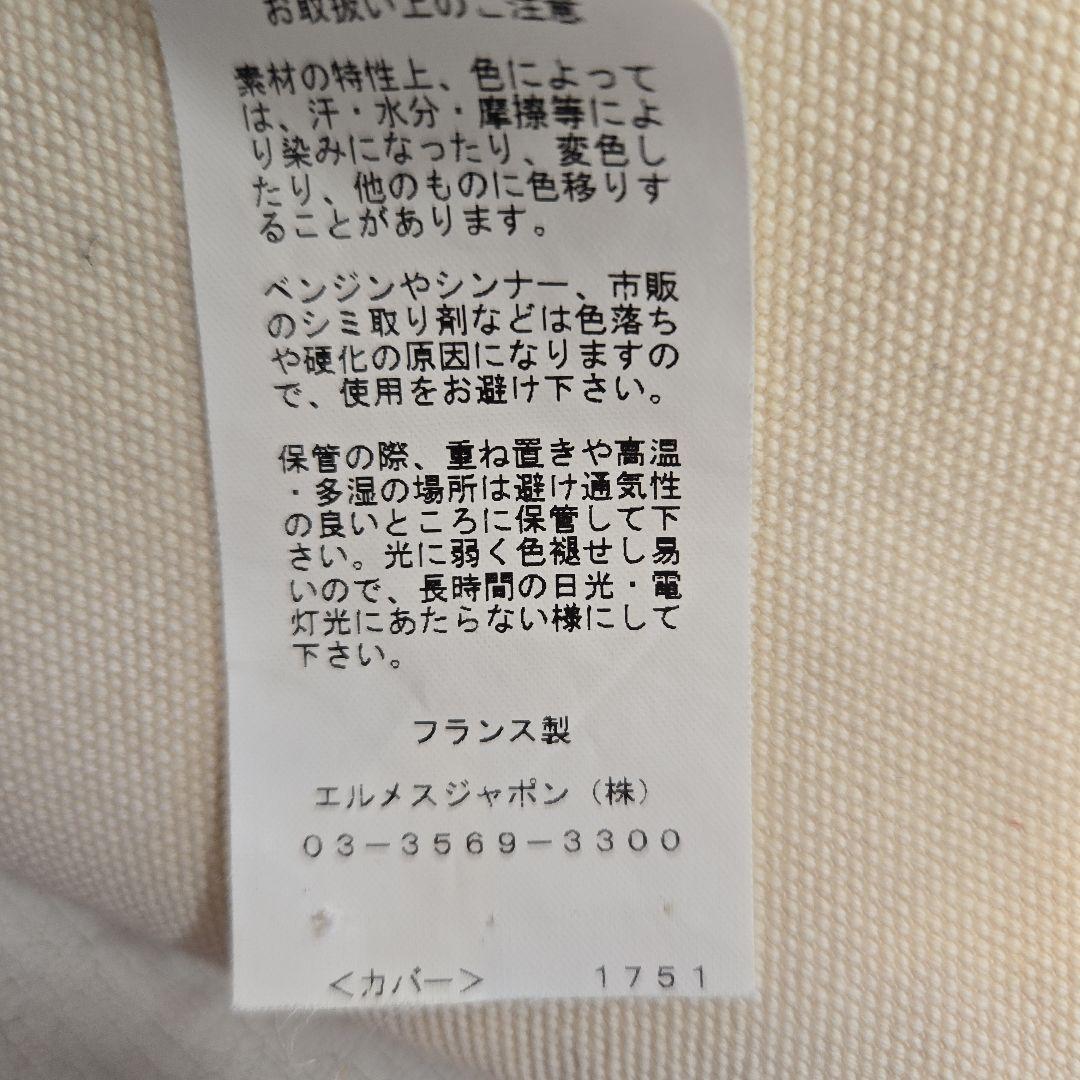 お取扱い上のご注意
素材の特性上、色によって
は、汗・水分・摩擦等によ
り染みになったり、変色し
たり、他のものに色移りす
ることがあります。
ベンジンやシンナー、市販
のシミ取り剤などは色落ち
や硬化の原因になりますの
で、使用をお避け下さい。
保管の際、重ね置きや高温
・多湿の場所は避け通気性
の良いところに保管して下
さい。光に弱く色褪せし易
いので、長時間の日光・電
灯光にあたらない様にして
下さい。
フランス製
エルメスジャポン（株）
03-3569-3300
<カバー> 1751